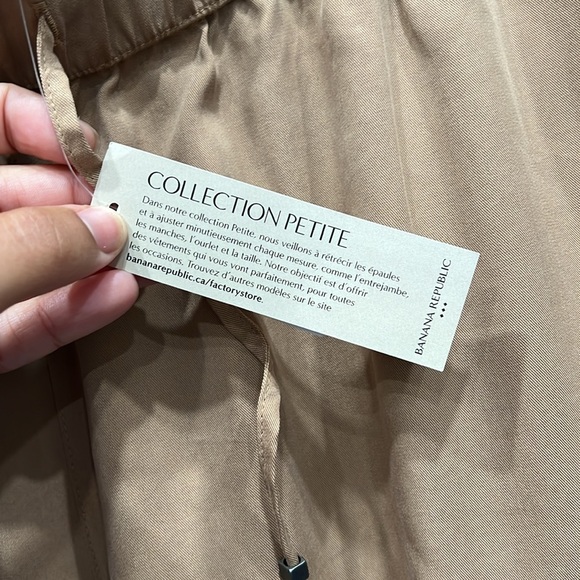 COLLECTION PETITE
Dans notre collection Petite, nous veillons à rétrécir les épaules
et à ajuster minutieusement chaque mesure, comme l'entrejambe,
les manches, l'ourlet et la taille. Notre objectif est d'offrir
des vêtements qui vous vont parfaitement, pour toutes
les occasions. Trouvez d'autres modèles sur le site
bananarepublic.ca/factorystore.
BANANA REPUBLIC